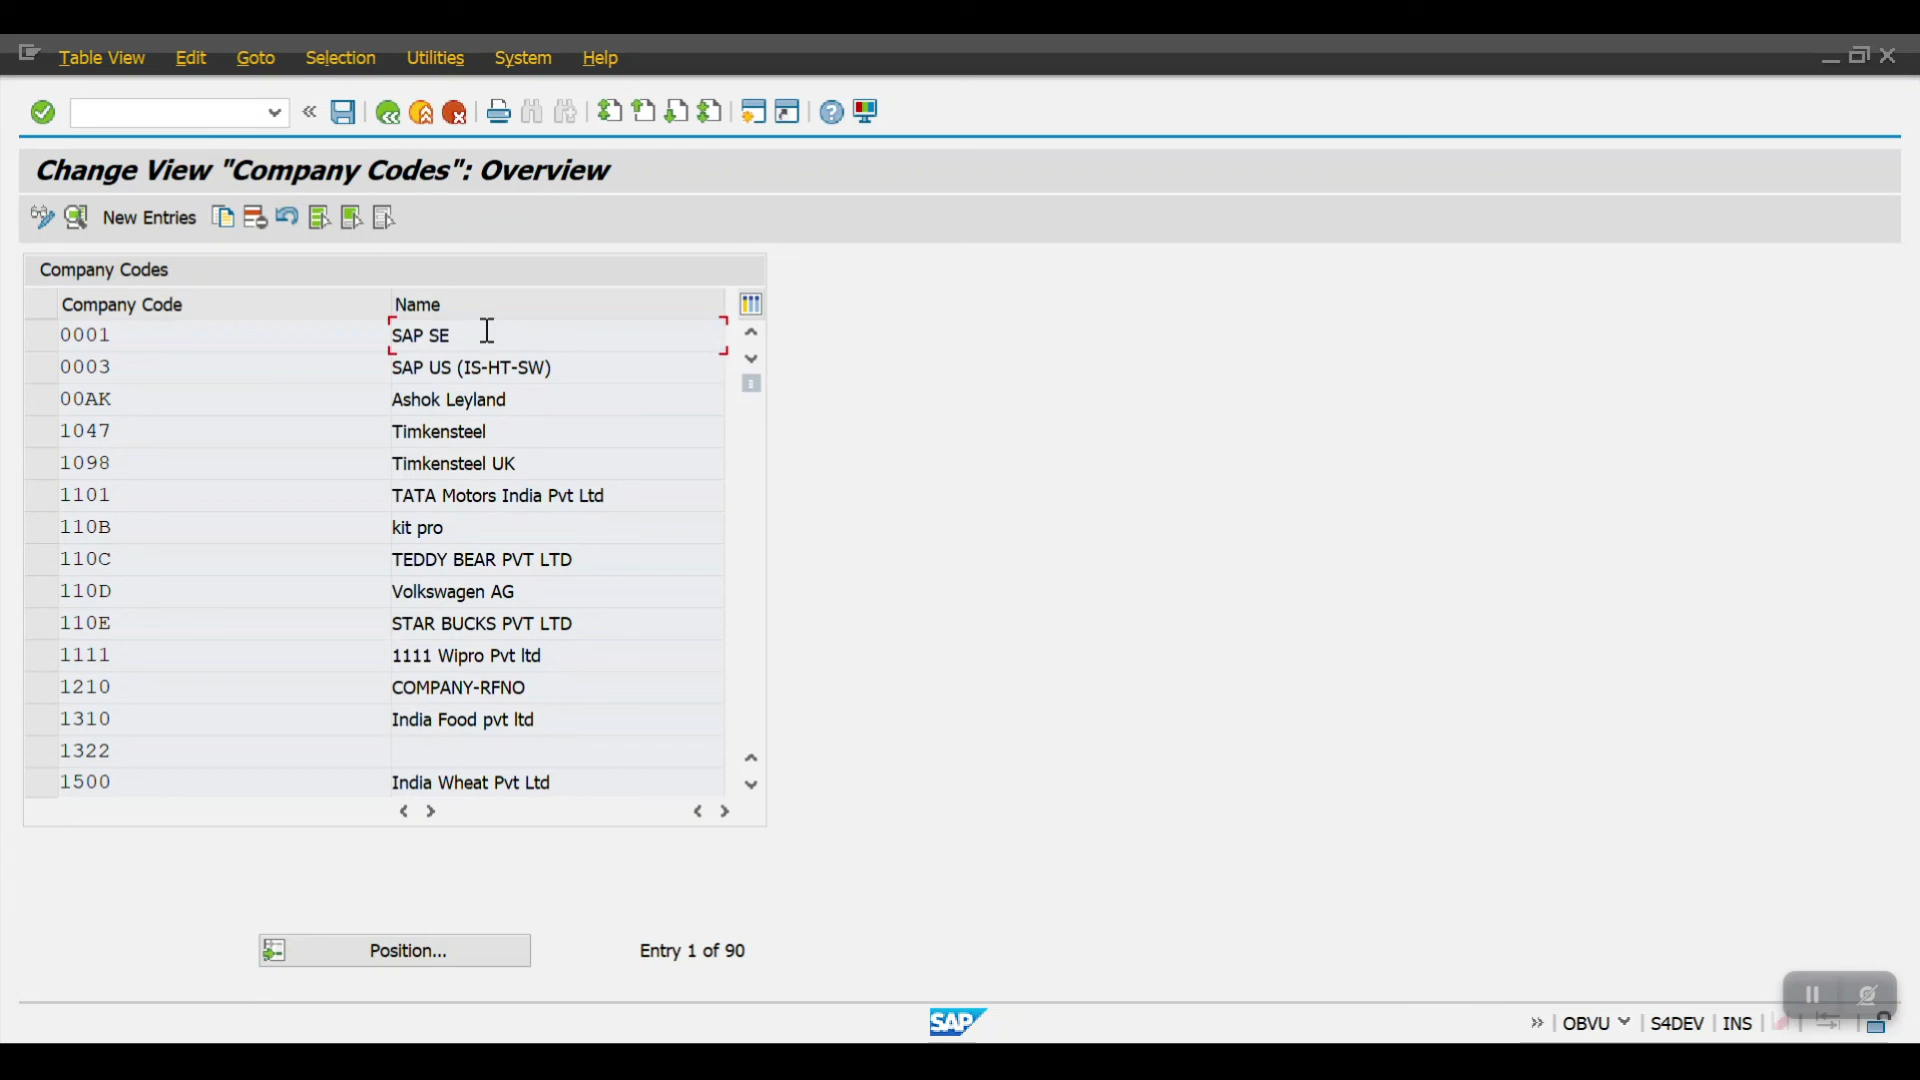 Table View Edit Goto Selection Utilities System Help
Change View "Company Codes": Overview
New Entries
Company Codes
Company Code Name
0001 SAP SE
0003 SAP US (IS-HT-SW)
00AK Ashok Leyland
1047 Timkensteel
1098 Timkensteel UK
1101 TATA Motors India Pvt Ltd
110B kit pro
110C TEDDY BEAR PVT LTD
110D Volkswagen AG
110E STAR BUCKS PVT LTD
1111 1111 Wipro Pvt ltd
1210 COMPANY-RFNO
1310 India Food pvt ltd
1322
1500 India Wheat Pvt Ltd
Position... Entry 1 of 90
SAP OBVU S4DEV INS